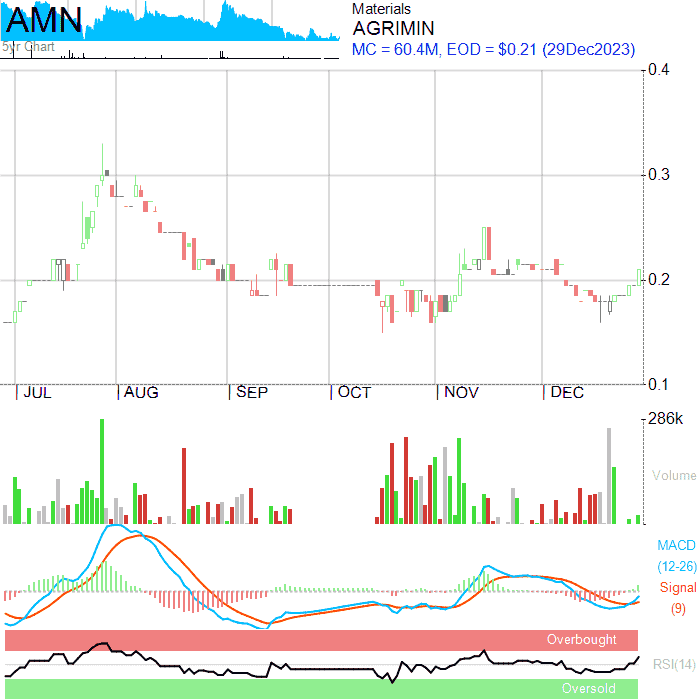 AMN
5yr Chart
Materials
AGRIMIN
MC = 60.4M, EOD = $0.21 (29Dec2023)
0.4
0.3
0.2
0.1
JUL AUG SEP OCT NOV DEC
286k
Volume
MACD
(12-26)
Signal
(9)
Overbought
RSI(14)
Oversold